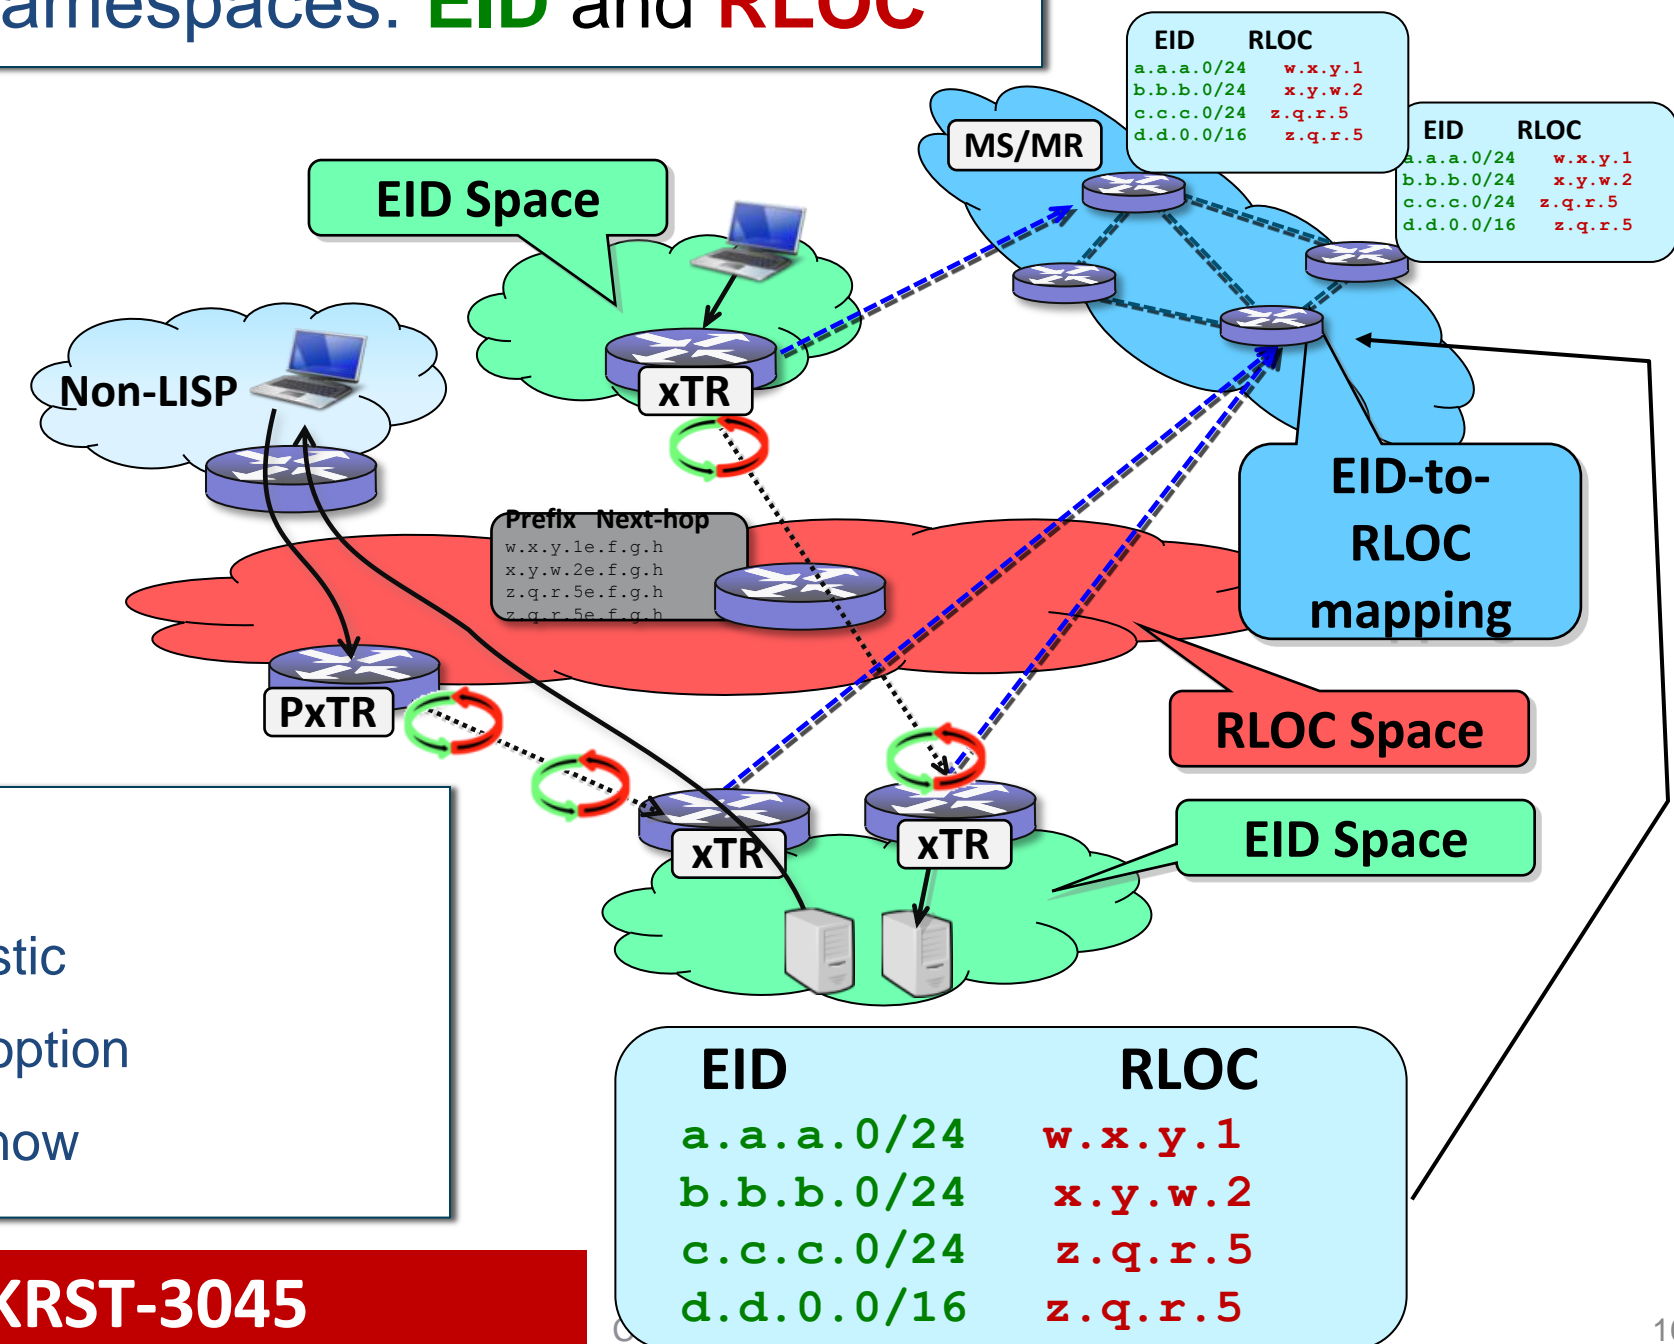 amespaces: EID and RLOC
EID RLOC
a.a.a.0/24 w.x.y.1
b.b.b.0/24 x.y.w.2
c.c.c.0/24 z.q.r.5
d.d.0.0/16 z.q.r.5
EID RLOC
a.a.a.0/24 w.x.y.1
b.b.b.0/24 x.y.w.2
c.c.c.0/24 z.q.r.5
d.d.0.0/16 z.q.r.5
MS/MR
EID Space
xTR
Non-LISP
Prefix Next-hop
w.x.y.1e.f.g.h
x.y.w.2e.f.g.h
z.q.r.5e.f.g.h
z.q.r.5e.f.g.h
EID-to-
RLOC
mapping
PxTR
RLOC Space
xTR
xTR
EID Space
stic
option
now
EID RLOC
a.a.a.0/24 w.x.y.1
b.b.b.0/24 x.y.w.2
c.c.c.0/24 z.q.r.5
d.d.0.0/16 z.q.r.5
KRST-3045